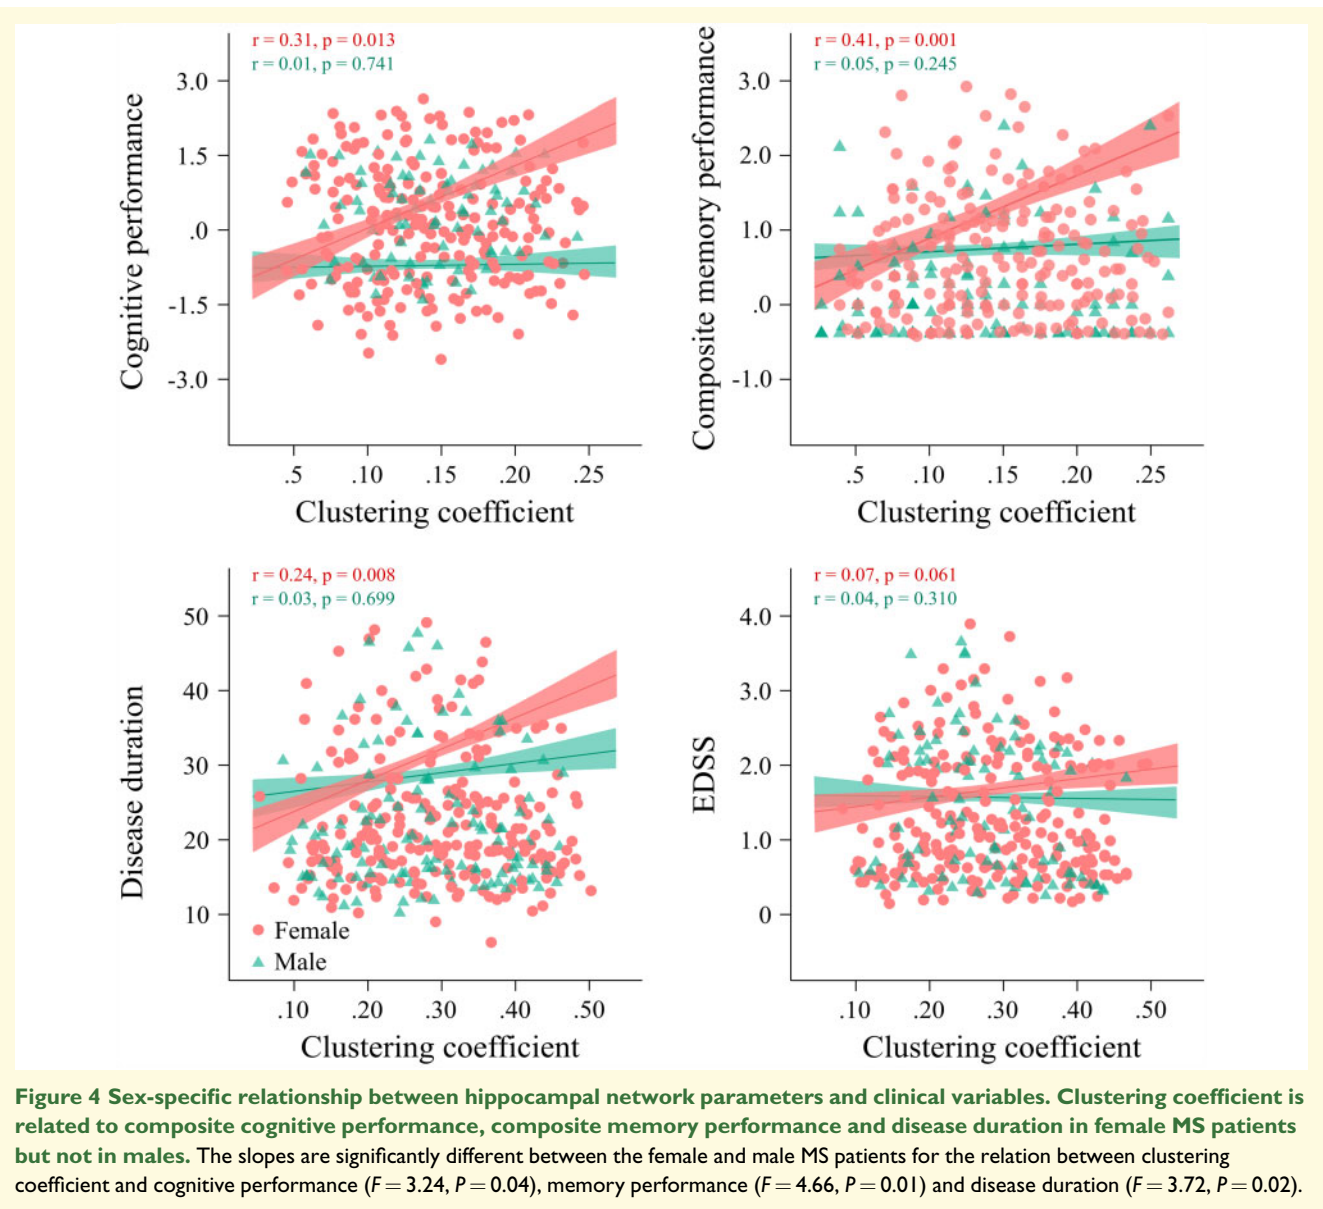 r = 0.31, p = 0.013
r = 0.01, p = 0.741
3.0
1.5
.0
-1.5
-3.0
Cognitive performance
.5 .10 .15 .20 .25
Clustering coefficient
r = 0.41, p = 0.001
r = 0.05, p = 0.245
3.0
2.0
1.0
.0
-1.0
Composite memory performance
.5 .10 .15 .20 .25
Clustering coefficient
r = 0.24, p = 0.008
r = 0.03, p = 0.699
50
40
30
20
10
Disease duration
Female
Male
.10 .20 .30 .40 .50
Clustering coefficient
r = 0.07, p = 0.061
r = 0.04, p = 0.310
4.0
3.0
2.0
1.0
0
EDSS
.10 .20 .30 .40 .50
Clustering coefficient
Figure 4 Sex-specific relationship between hippocampal network parameters and clinical variables. Clustering coefficient is
related to composite cognitive performance, composite memory performance and disease duration in female MS patients
but not in males. The slopes are significantly different between the female and male MS patients for the relation between clustering
coefficient and cognitive performance (F = 3.24, P = 0.04), memory performance (F = 4.66, P = 0.01) and disease duration (F = 3.72, P = 0.02).